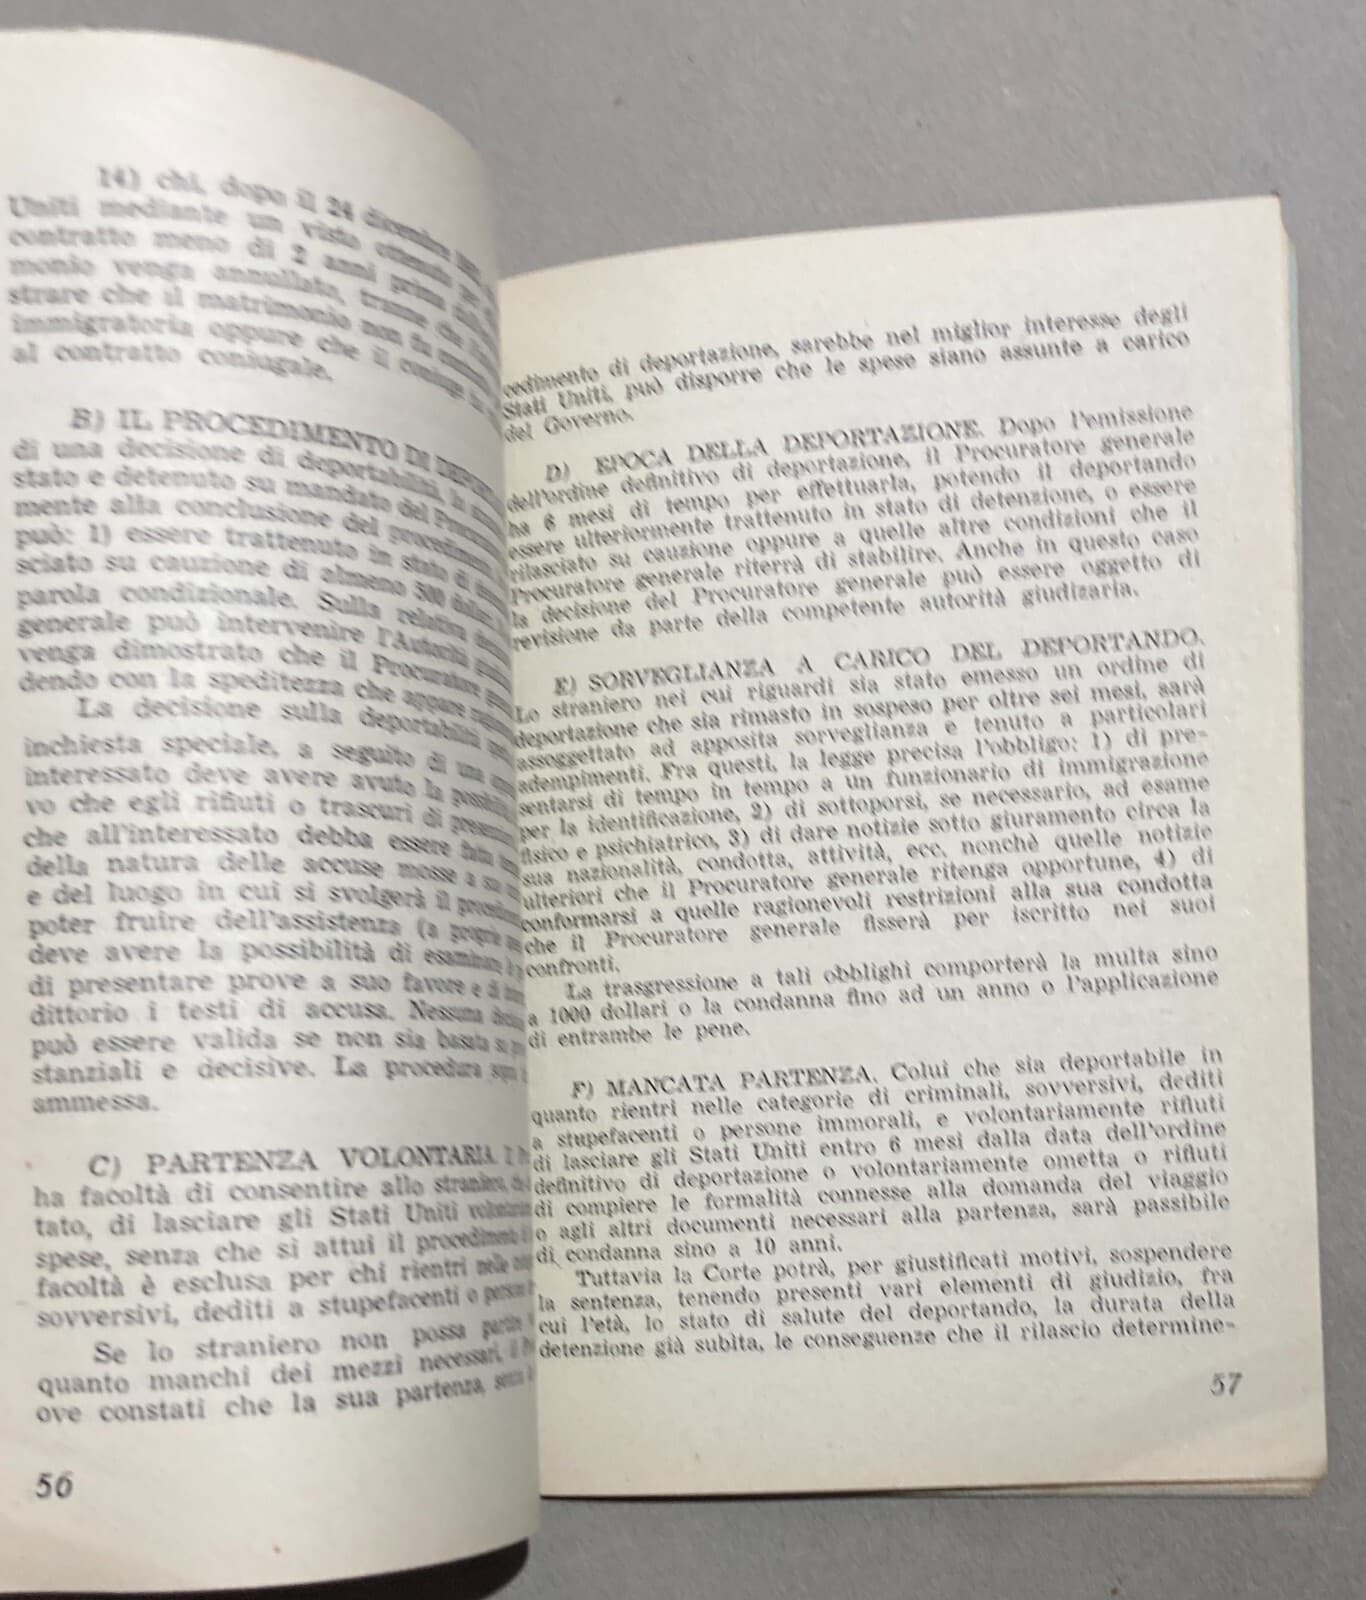 14) chi, dopo il 24 dicembre
Uniti mediante un visto ottenuto per
contratto meno di 2 anni prima
monio venga annullato, tranne che
strare che il matrimonio non fu
immigratoria oppure che il coniuge
al contratto coniugale.
B) IL PROCEDIMENTO DI
di una decisione di deportabilità, lo
stato e detenuto su mandato del
mente alla conclusione del procedimento
può: 1) essere trattenuto in stato di
sciato su cauzione di almeno 500 dollari
parola condizionale. Sulla relativa
generale può intervenire l'Autorità
venga dimostrato che il Procuratore
dendo con la speditezza che appare
La decisione sulla deportabilità
inchiesta speciale, a seguito di una
interessato deve avere avuto la possibilità
vo che egli rifiuti o trascuri di
che all'interessato debba essere fatta
della natura delle accuse mosse a suo
e del luogo in cui si svolgerà il
poter fruire dell'assistenza (a proprie
deve avere la possibilità di esaminare
di presentare prove a suo favore e di
dittorio i testi di accusa. Nessuna
può essere valida se non sia basata su
stanziali e decisive. La procedura
ammessa.
C) PARTENZA VOLONTARIA. Il
ha facoltà di consentire allo straniero,
tato, di lasciare gli Stati Uniti
spese, senza che si attui il procedimento
facoltà è esclusa per chi rientri nelle
sovversivi, dediti a stupefacenti o
Se lo straniero non possa partire
quanto manchi dei mezzi necessari, il
ove constati che la sua partenza, senza
56
cedimento di deportazione, sarebbe nel miglior interesse degli
Stati Uniti, può disporre che le spese siano assunte a carico
del Governo.
D) EPOCA DELLA DEPORTAZIONE. Dopo l'emissione
dell'ordine definitivo di deportazione, il Procuratore generale
ha 6 mesi di tempo per effettuarla, potendo il deportando
essere ulteriormente trattenuto in stato di detenzione, o essere
rilasciato su cauzione oppure a quelle altre condizioni che il
Procuratore generale riterrà di stabilire. Anche in questo caso
la decisione del Procuratore generale può essere oggetto di
revisione da parte della competente autorità giudizaria.
E) SORVEGLIANZA A CARICO DEL DEPORTANDO.
Lo straniero nei cui riguardi sia stato emesso un ordine di
deportazione che sia rimasto in sospeso per oltre sei mesi, sarà
assoggettato ad apposita sorveglianza e tenuto a particolari
adempimenti. Fra questi, la legge precisa l'obbligo: 1) di pre-
sentarsi di tempo in tempo a un funzionario di immigrazione
per la identificazione, 2) di sottoporsi, se necessario, ad esame
fisico e psichiatrico, 3) di dare notizie sotto giuramento circa la
sua nazionalità, condotta, attività, ecc. nonchè quelle notizie
ulteriori che il Procuratore generale ritenga opportune, 4) di
conformarsi a quelle ragionevoli restrizioni alla sua condotta
che il Procuratore generale fisserà per iscritto nei suoi
confronti.
La trasgressione a tali obblighi comporterà la multa sino
a 1000 dollari o la condanna fino ad un anno o l'applicazione
di entrambe le pene.
F) MANCATA PARTENZA. Colui che sia deportabile in
quanto rientri nelle categorie di criminali, sovversivi, dediti
a stupefacenti o persone immorali, e volontariamente rifiuti
di lasciare gli Stati Uniti entro 6 mesi dalla data dell'ordine
definitivo di deportazione o volontariamente ometta o rifiuti
di compiere le formalità connesse alla domanda del viaggio
o agli altri documenti necessari alla partenza, sarà passibile
di condanna sino a 10 anni.
Tuttavia la Corte potrà, per giustificati motivi, sospendere
la sentenza, tenendo presenti vari elementi di giudizio, fra
cui l'età, lo stato di salute del deportando, la durata della
detenzione già subita, le conseguenze che il rilascio determine-
57